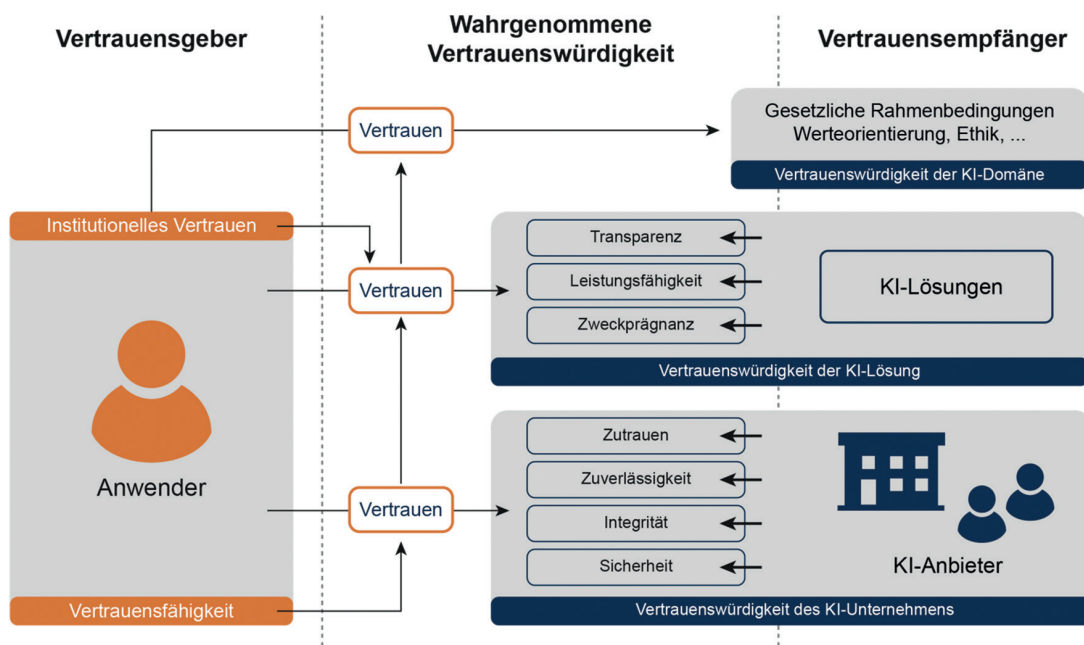 Vertrauensgeber
Wahrgenommene
Vertrauenswürdigkeit
Vertrauensempfänger
Vertrauen
Gesetzliche Rahmenbedingungen
Werteorientierung, Ethik, ...
Vertrauenswürdigkeit der KI-Domäne
Institutionelles Vertrauen
Vertrauen
Transparenz
Leistungsfähigkeit
Zweckprägnanz
KI-Lösungen
Vertrauenswürdigkeit der KI-Lösung
Anwender
Vertrauen
Zutrauen
Zuverlässigkeit
Integrität
Sicherheit
KI-Anbieter
Vertrauensfähigkeit
Vertrauenswürdigkeit des KI-Unternehmens